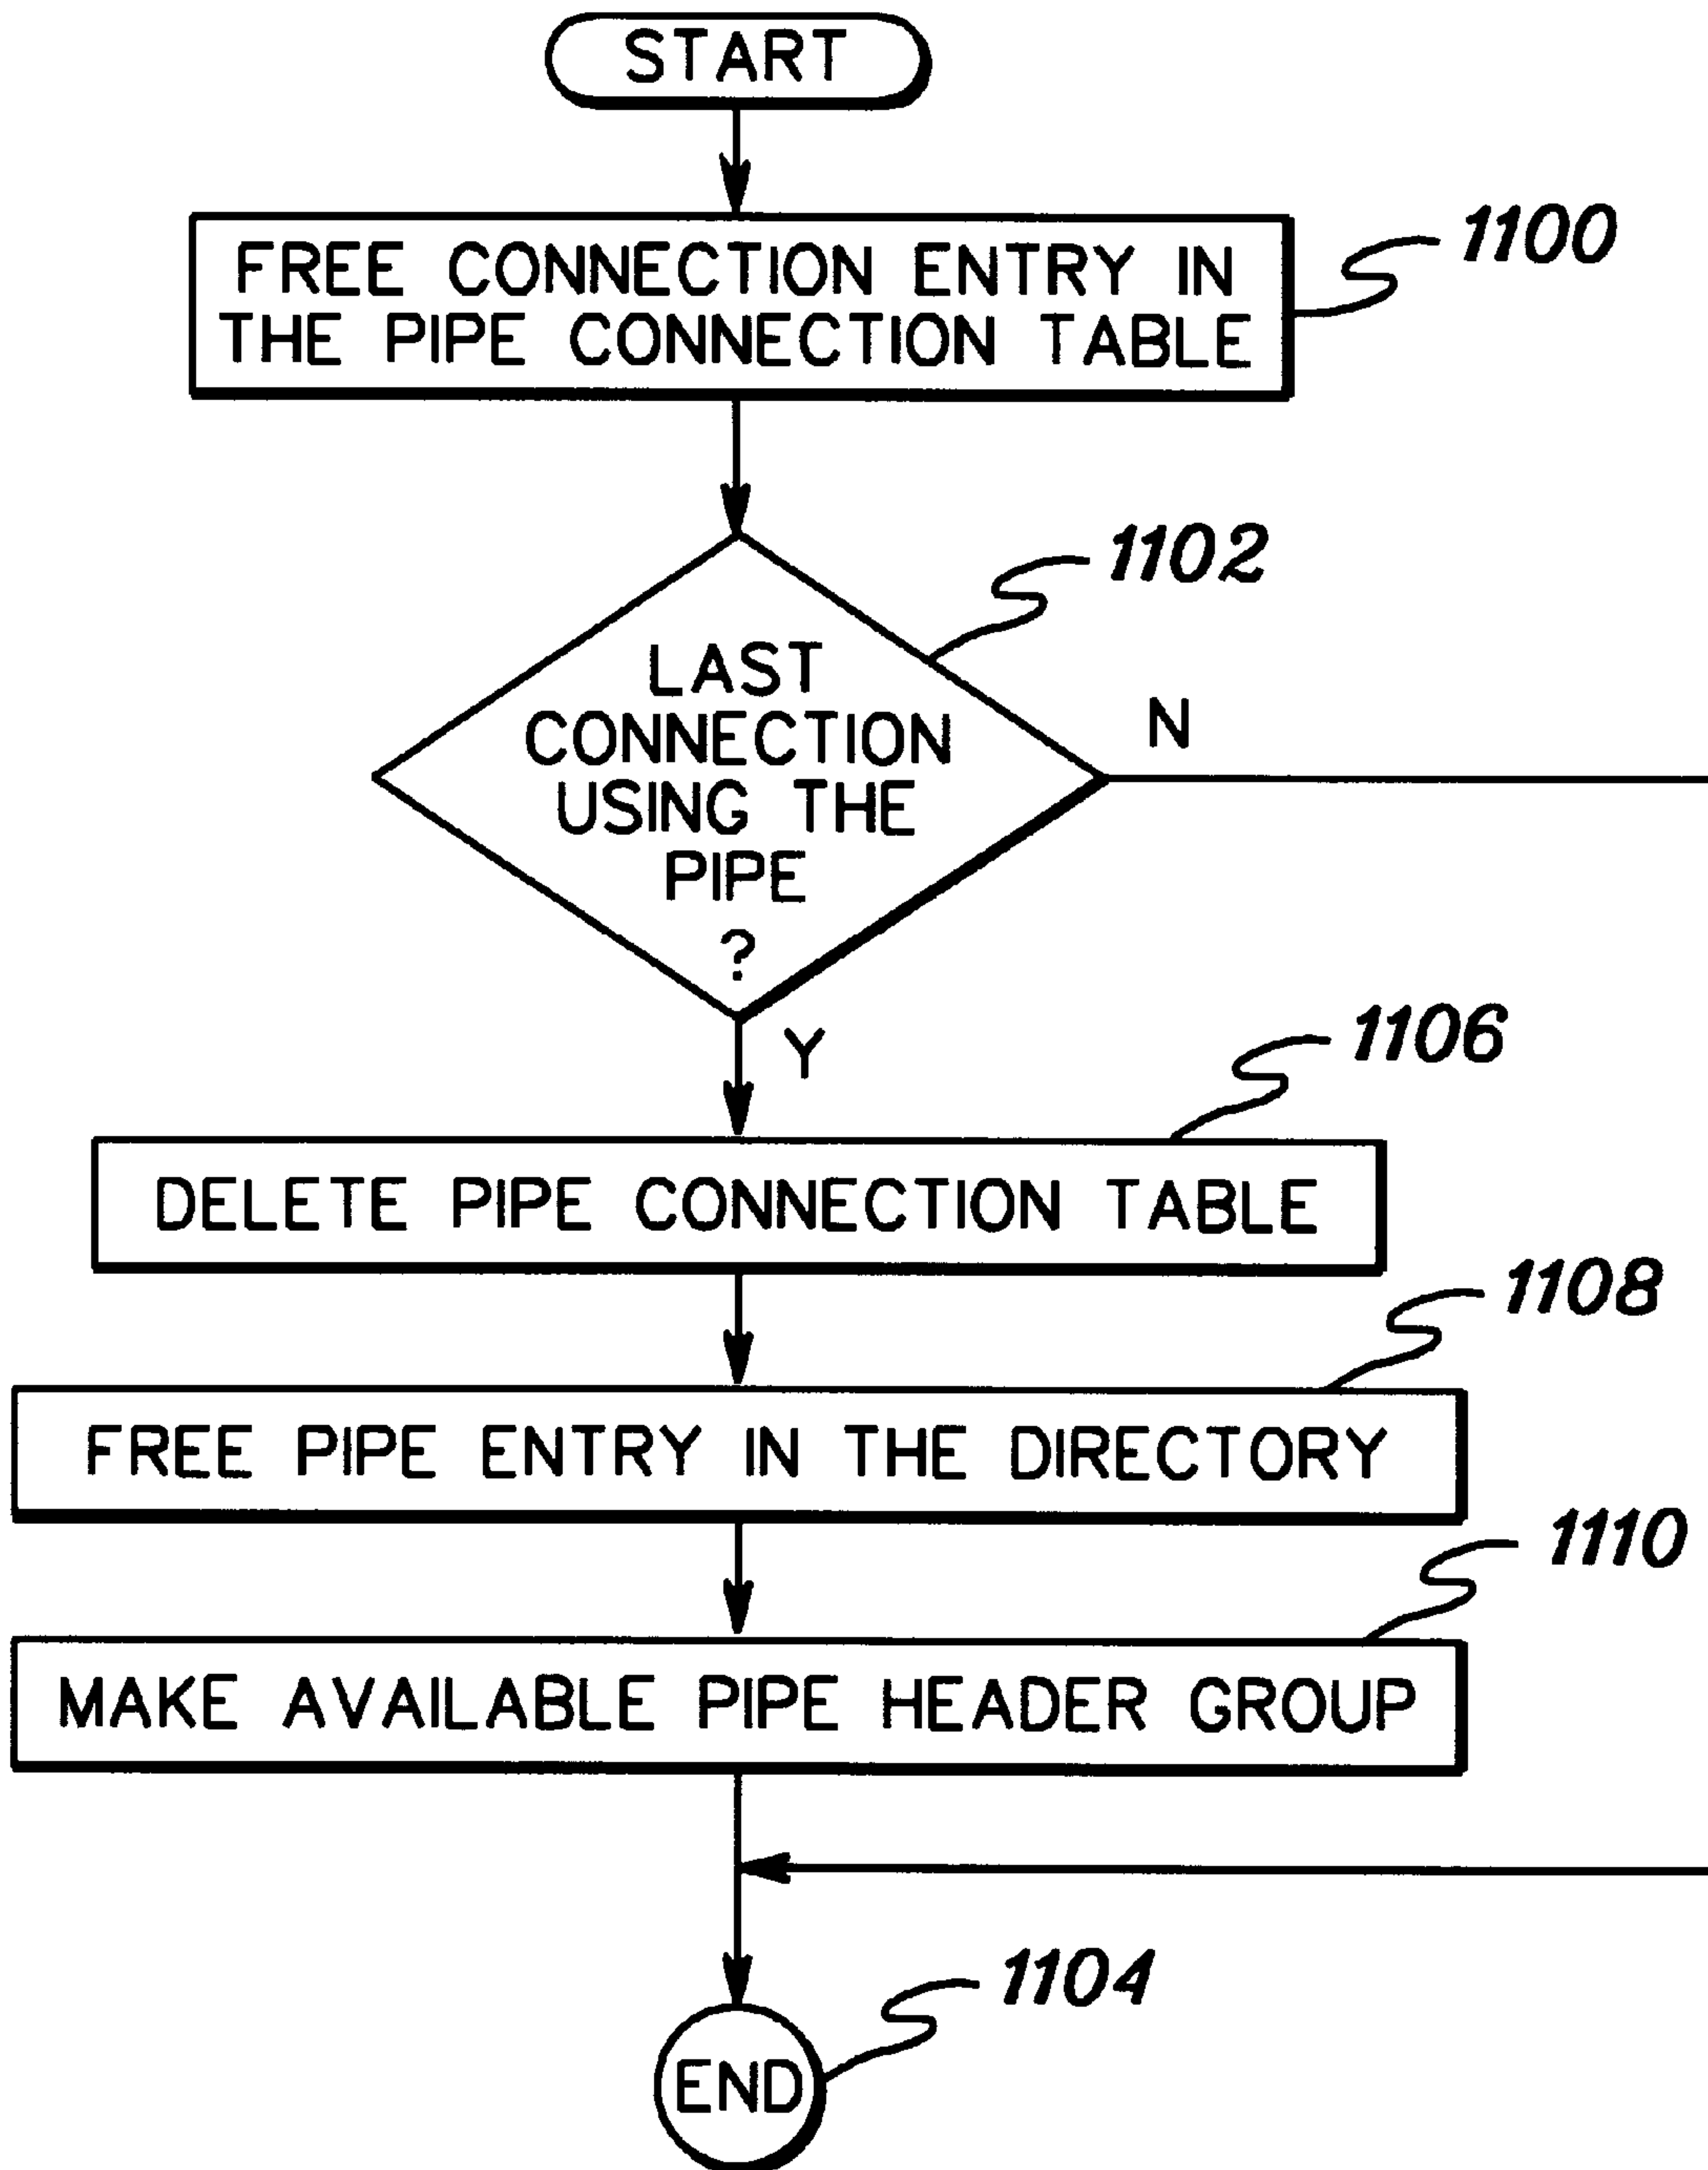 START
FREE CONNECTION ENTRY IN
THE PIPE CONNECTION TABLE
1100
LAST
CONNECTION
USING THE
PIPE
?
1102
N
Y
1106
DELETE PIPE CONNECTION TABLE
1108
FREE PIPE ENTRY IN THE DIRECTORY
1110
MAKE AVAILABLE PIPE HEADER GROUP
1104
END